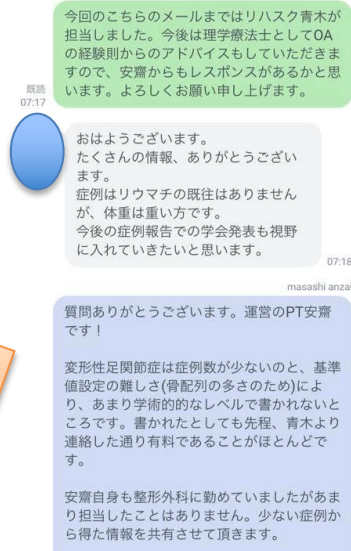 今回のこちらのメールまではリハスク青木が
担当しました。今後は理学療法士としてOA
の経験則からのアドバイスもしていただきま
すので、安齋からもレスポンスがあるかと思
います。よろしくお願い申し上げます。
既読
07:17
おはようございます。
たくさんの情報、ありがとうござい
ます。
症例はリウマチの既往はありません
が、体重は重い方です。
今後の症例報告での学会発表も視野
に入れていきたいと思います。
07:18
masashi anzai
質問ありがとうございます。運営のPT安齋
です！
変形性足関節症は症例数が少ないのと、基準
値設定の難しさ(骨配列の多さのため)によ
り、あまり学術的的なレベルで書かれないと
ころです。書かれたとしても先程、青木より
連絡した通り有料であることがほとんどで
す。
安齋自身も整形外科に勤めていましたがあま
り担当したことはありません。少ない症例か
ら得た情報を共有させて頂きます。